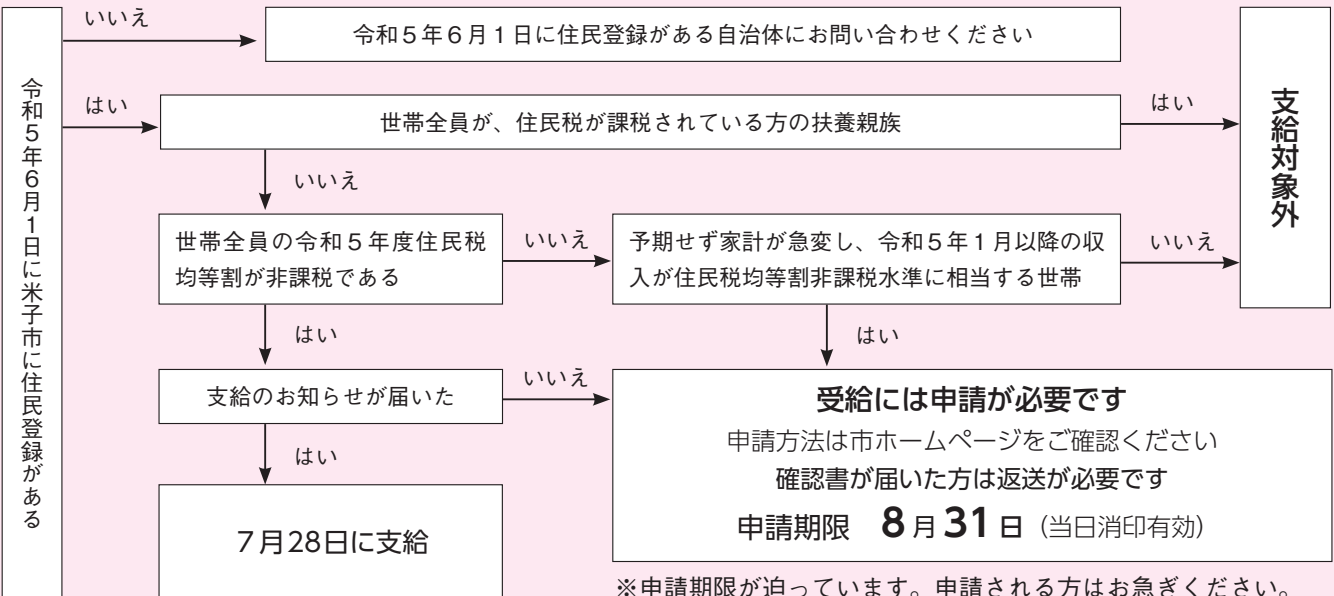 令和５年６月１日に米子市に住民登録がある
いいえ
令和５年６月１日に住民登録がある自治体にお問い合わせください
はい
世帯全員が、住民税が課税されている方の扶養親族
はい
支給対象外
いいえ
世帯全員の令和５年度住民税
均等割が非課税である
いいえ
予期せず家計が急変し、令和５年１月以降の収
入が住民税均等割非課税水準に相当する世帯
いいえ
はい
はい
支給のお知らせが届いた
いいえ
受給には申請が必要です
申請方法は市ホームページをご確認ください
確認書が届いた方は返送が必要です
申請期限　8月31日（当日消印有効）
はい
７月28日に支給
※申請期限が迫っています。申請される方はお急ぎください。